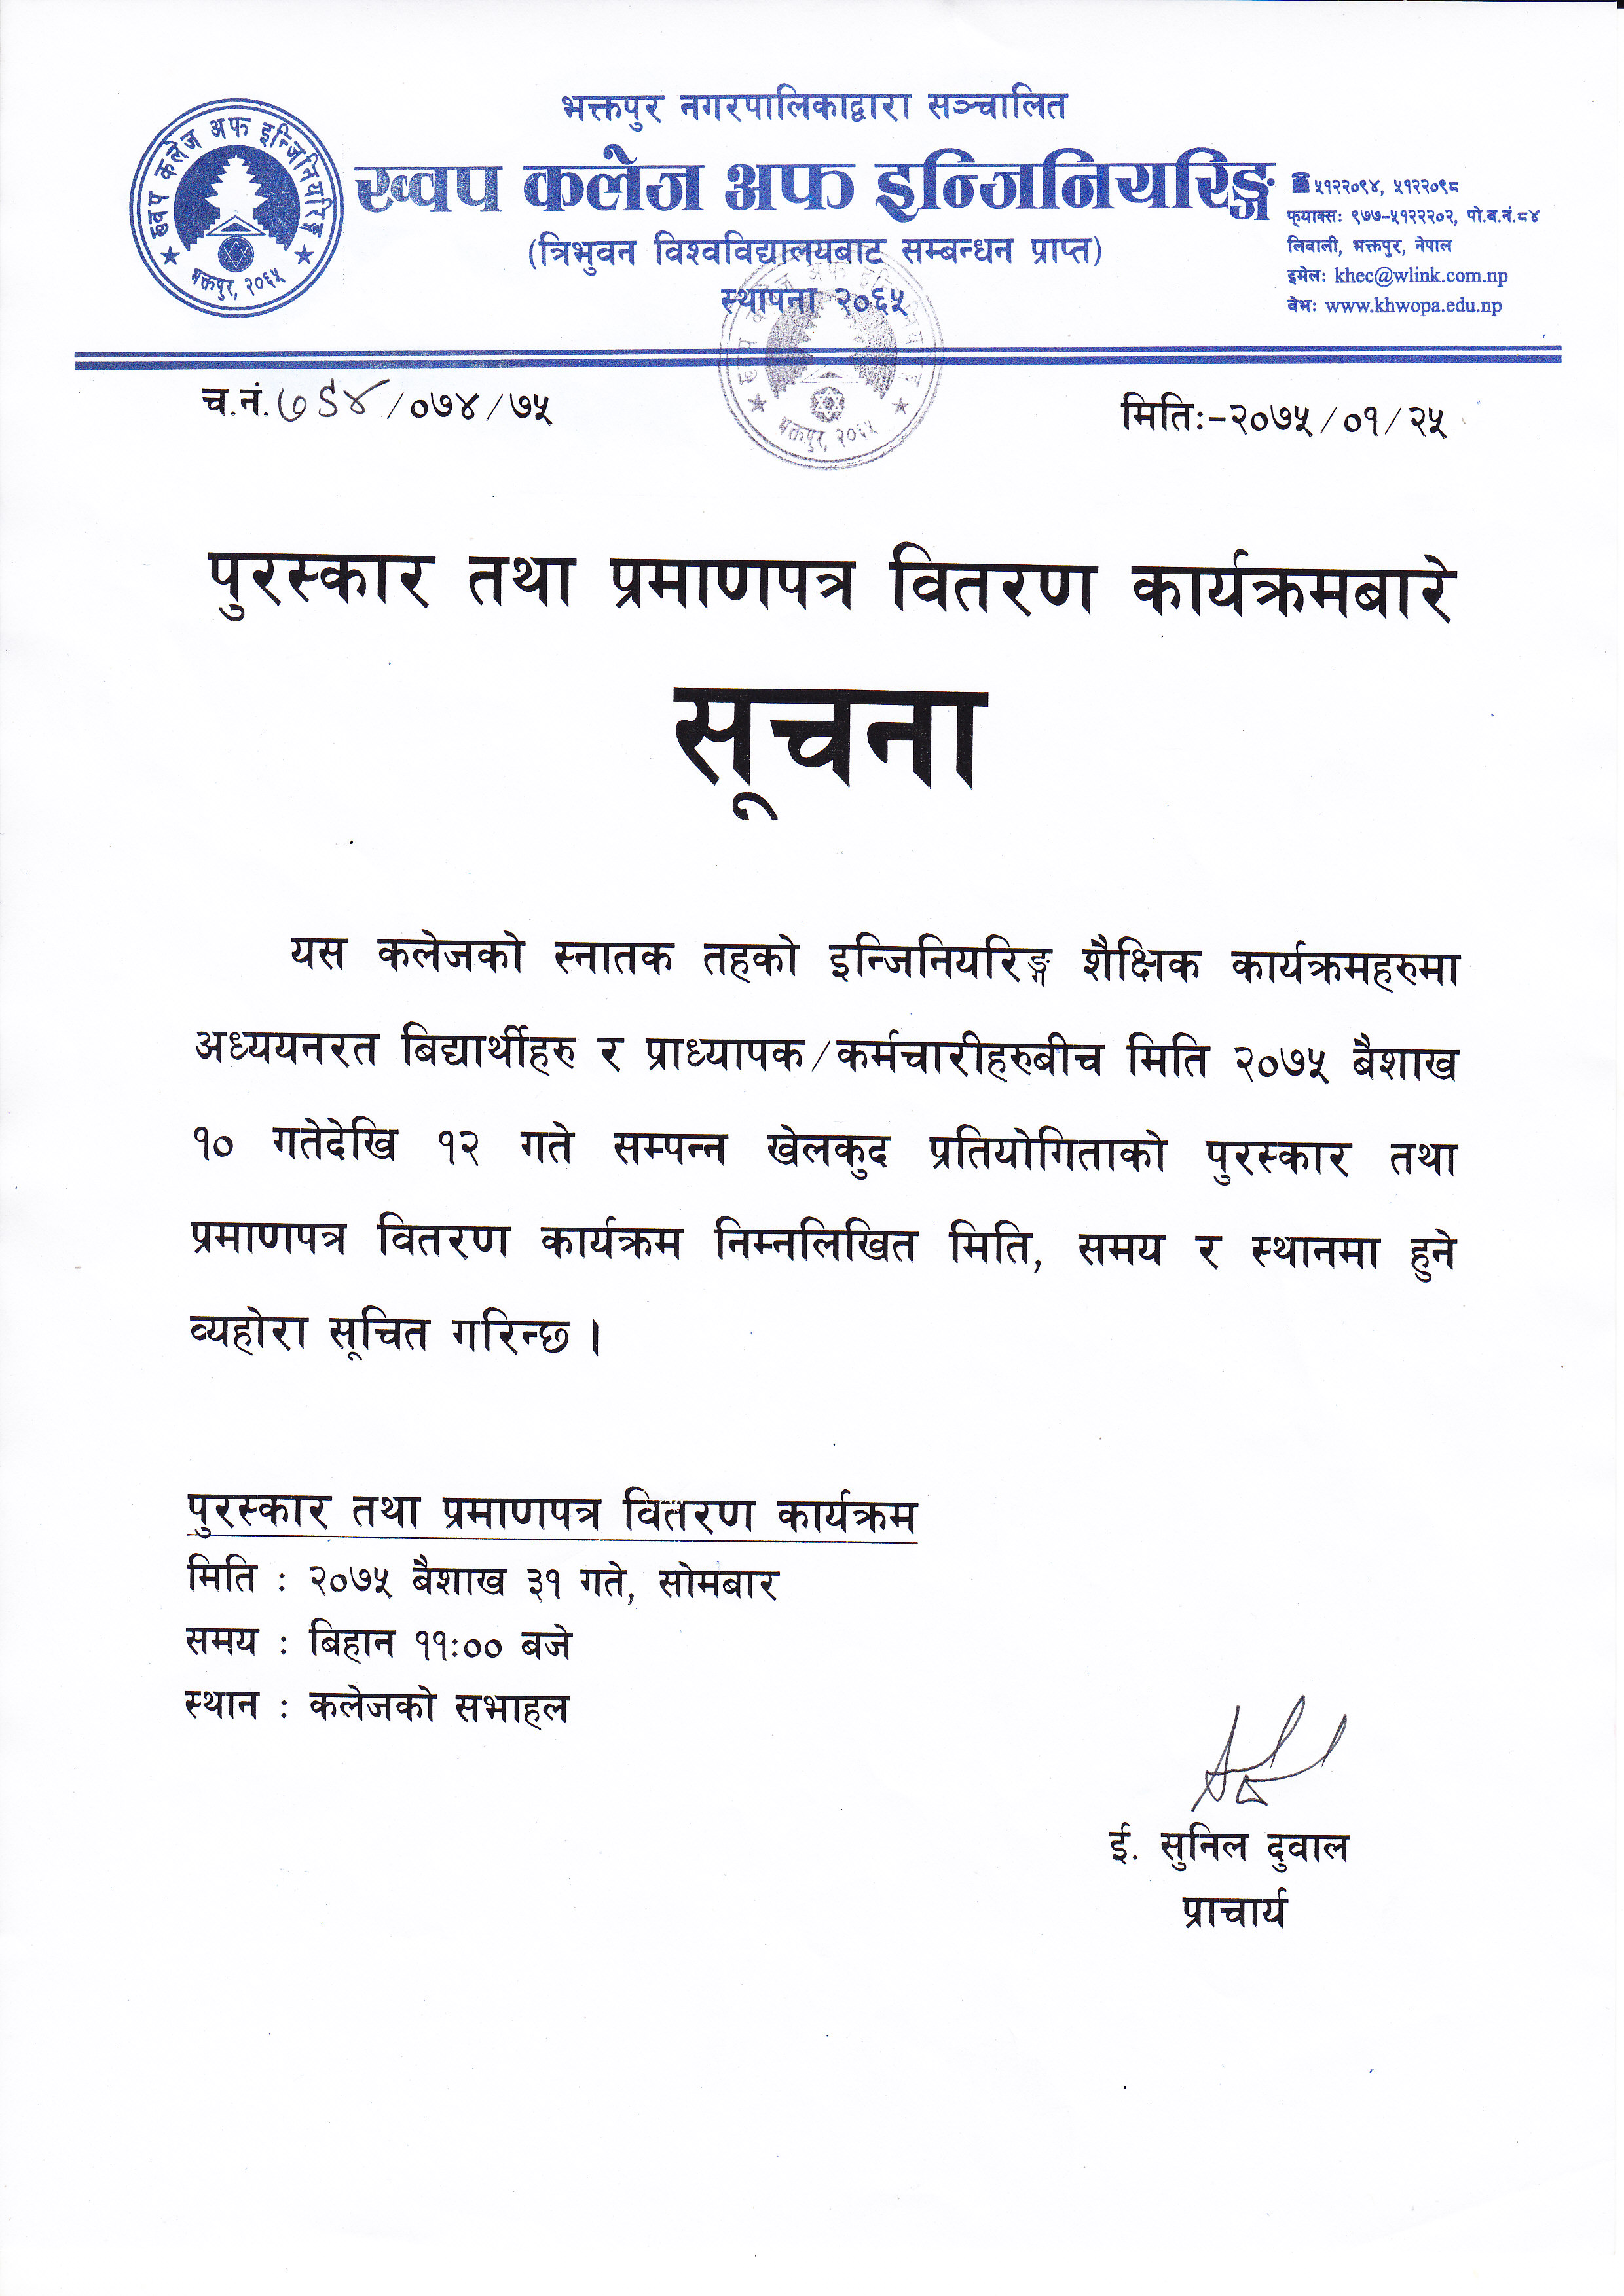 भक्तपुर नगरपालिकाद्वारा सञ्चालित
ख्वप कलेज अफ इन्जिनियरिङ्ग
(त्रिभुवन विश्वविद्यालयबाट सम्बन्धन प्राप्त)
स्थापना २०६५
ख्वप कलेज अफ इन्जिनियरिङ्ग
भक्तपुर, २०६५
☎ ५१२२०९४, ५१२२०९८
फ्याक्सः ९७७-५१२२२०२, पो.ब.नं.८४
लिवाली, भक्तपुर, नेपाल
इमेलः khec@wlink.com.np
वेभः www.khwopa.edu.np
भक्तपुर, २०६५
च.नं. ७९४/०७४/७५
मितिः-२०७५/०१/२५
पुरस्कार तथा प्रमाणपत्र वितरण कार्यक्रमबारे
सूचना
यस कलेजको स्नातक तहको इन्जिनियरिङ्ग शैक्षिक कार्यक्रमहरुमा
अध्ययनरत बिद्यार्थीहरु र प्राध्यापक/कर्मचारीहरुबीच मिति २०७५ बैशाख
१० गतेदेखि १२ गते सम्पन्न खेलकुद प्रतियोगिताको पुरस्कार तथा
प्रमाणपत्र वितरण कार्यक्रम निम्नलिखित मिति, समय र स्थानमा हुने
व्यहोरा सूचित गरिन्छ ।
पुरस्कार तथा प्रमाणपत्र वितरण कार्यक्रम
मिति : २०७५ बैशाख ३१ गते, सोमबार
समय : बिहान ११:०० बजे
स्थान : कलेजको सभाहल
ई. सुनिल दुवाल
प्राचार्य